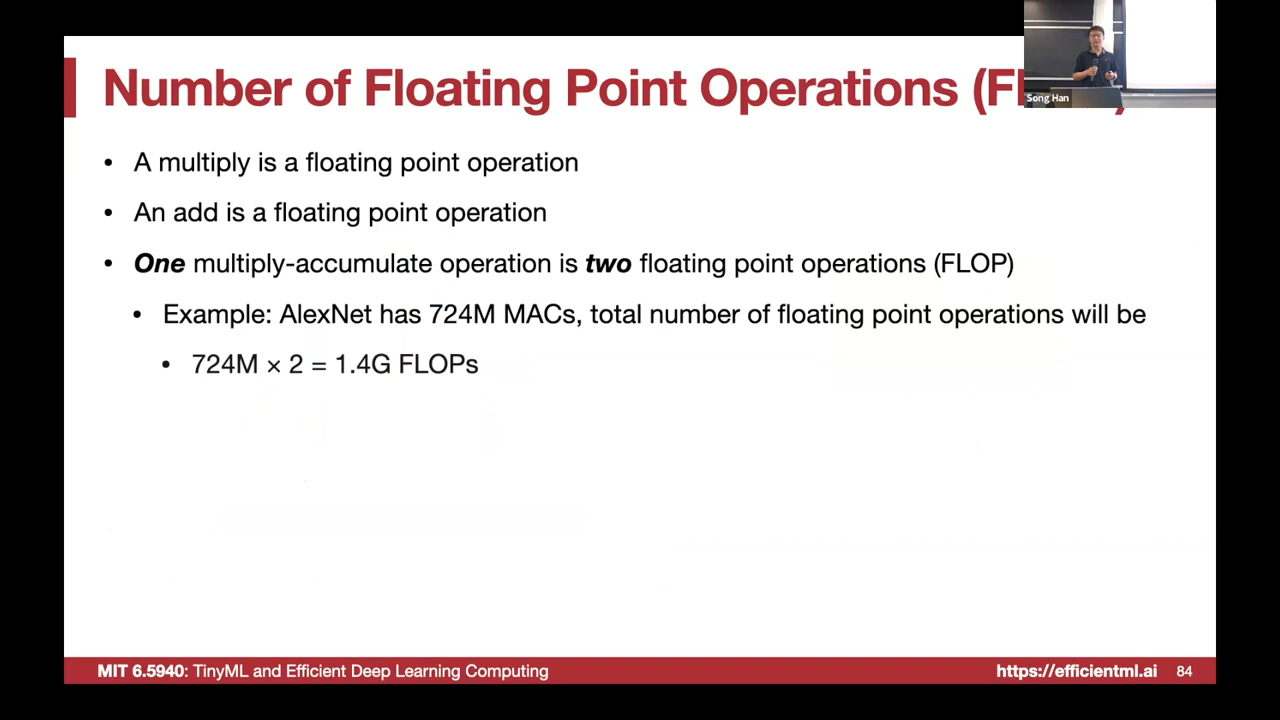 Number of Floating Point Operations (Fl
Song Han
• A multiply is a floating point operation
• An add is a floating point operation
• One multiply-accumulate operation is two floating point operations (FLOP)
• Example: AlexNet has 724M MACs, total number of floating point operations will be
• 724M × 2 = 1.4G FLOPs
MIT 6.5940: TinyML and Efficient Deep Learning Computing
https://efficientml.ai
84